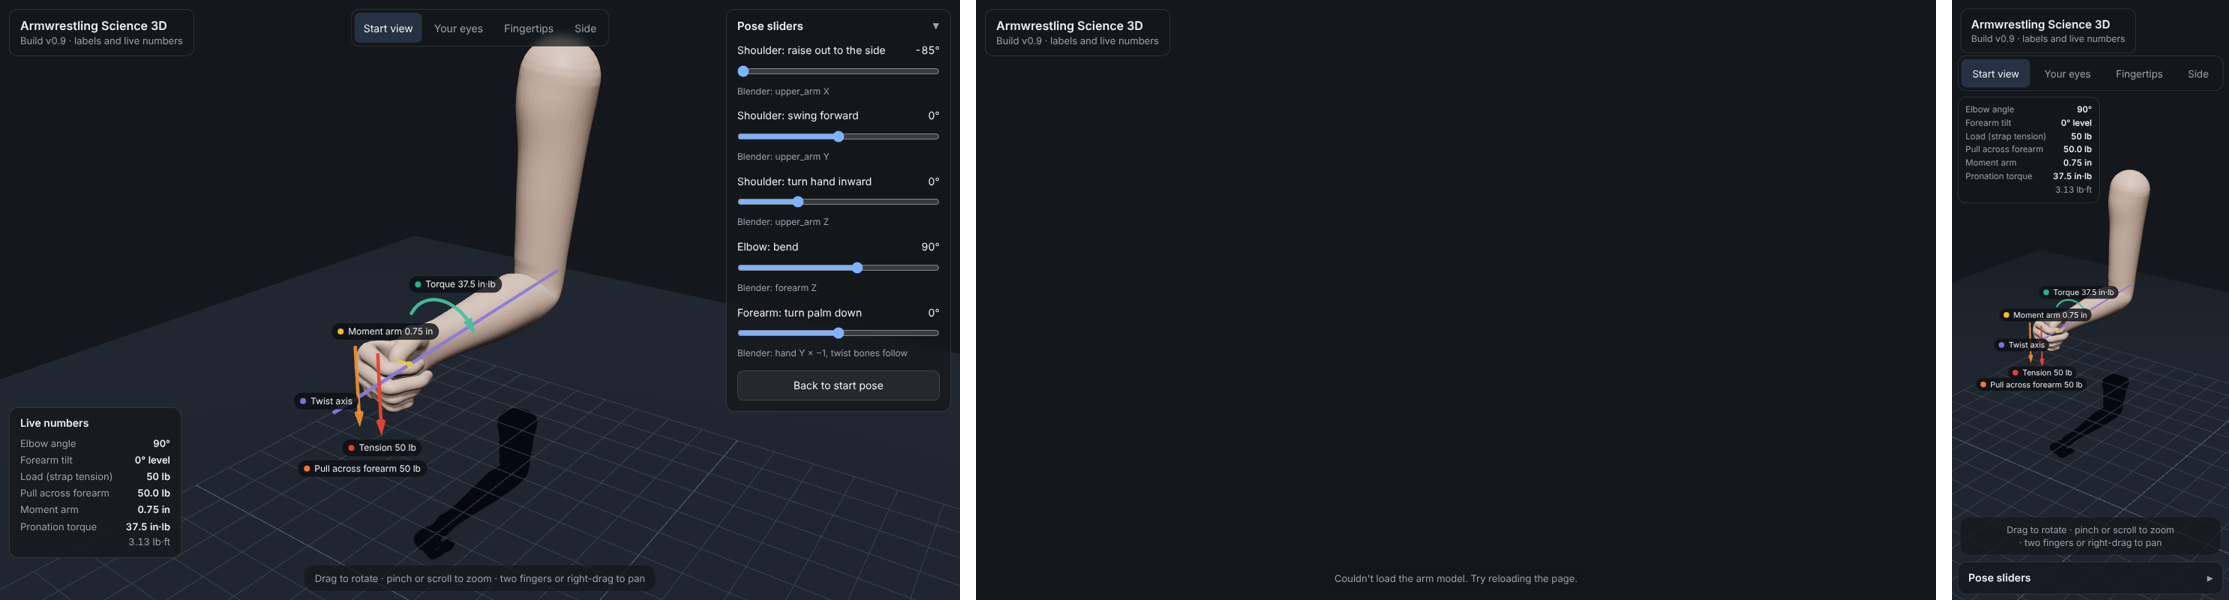 Armwrestling Science 3D
Build v0.9 · labels and live numbers
Start view
Your eyes
Fingertips
Side
Pose sliders ▼
Shoulder: raise out to the side -85°
Blender: upper_arm X
Shoulder: swing forward 0°
Blender: upper_arm Y
Shoulder: turn hand inward 0°
Blender: upper_arm Z
Elbow: bend 90°
Blender: forearm Z
Forearm: turn palm down 0°
Blender: hand Y × −1, twist bones follow
Back to start pose
Torque 37.5 in·lb
Moment arm 0.75 in
Twist axis
Tension 50 lb
Pull across forearm 50 lb
Live numbers
Elbow angle 90°
Forearm tilt 0° level
Load (strap tension) 50 lb
Pull across forearm 50.0 lb
Moment arm 0.75 in
Pronation torque 37.5 in·lb
3.13 lb·ft
Drag to rotate · pinch or scroll to zoom · two fingers or right-drag to pan
Armwrestling Science 3D
Build v0.9 · labels and live numbers
Couldn't load the arm model. Try reloading the page.
Armwrestling Science 3D
Build v0.9 · labels and live numbers
Start view
Your eyes
Fingertips
Side
Elbow angle 90°
Forearm tilt 0° level
Load (strap tension) 50 lb
Pull across forearm 50.0 lb
Moment arm 0.75 in
Pronation torque 37.5 in·lb
3.13 lb·ft
Torque 37.5 in·lb
Moment arm 0.75 in
Twist axis
Tension 50 lb
Pull across forearm 50 lb
Drag to rotate · pinch or scroll to zoom
· two fingers or right-drag to pan
Pose sliders ▸